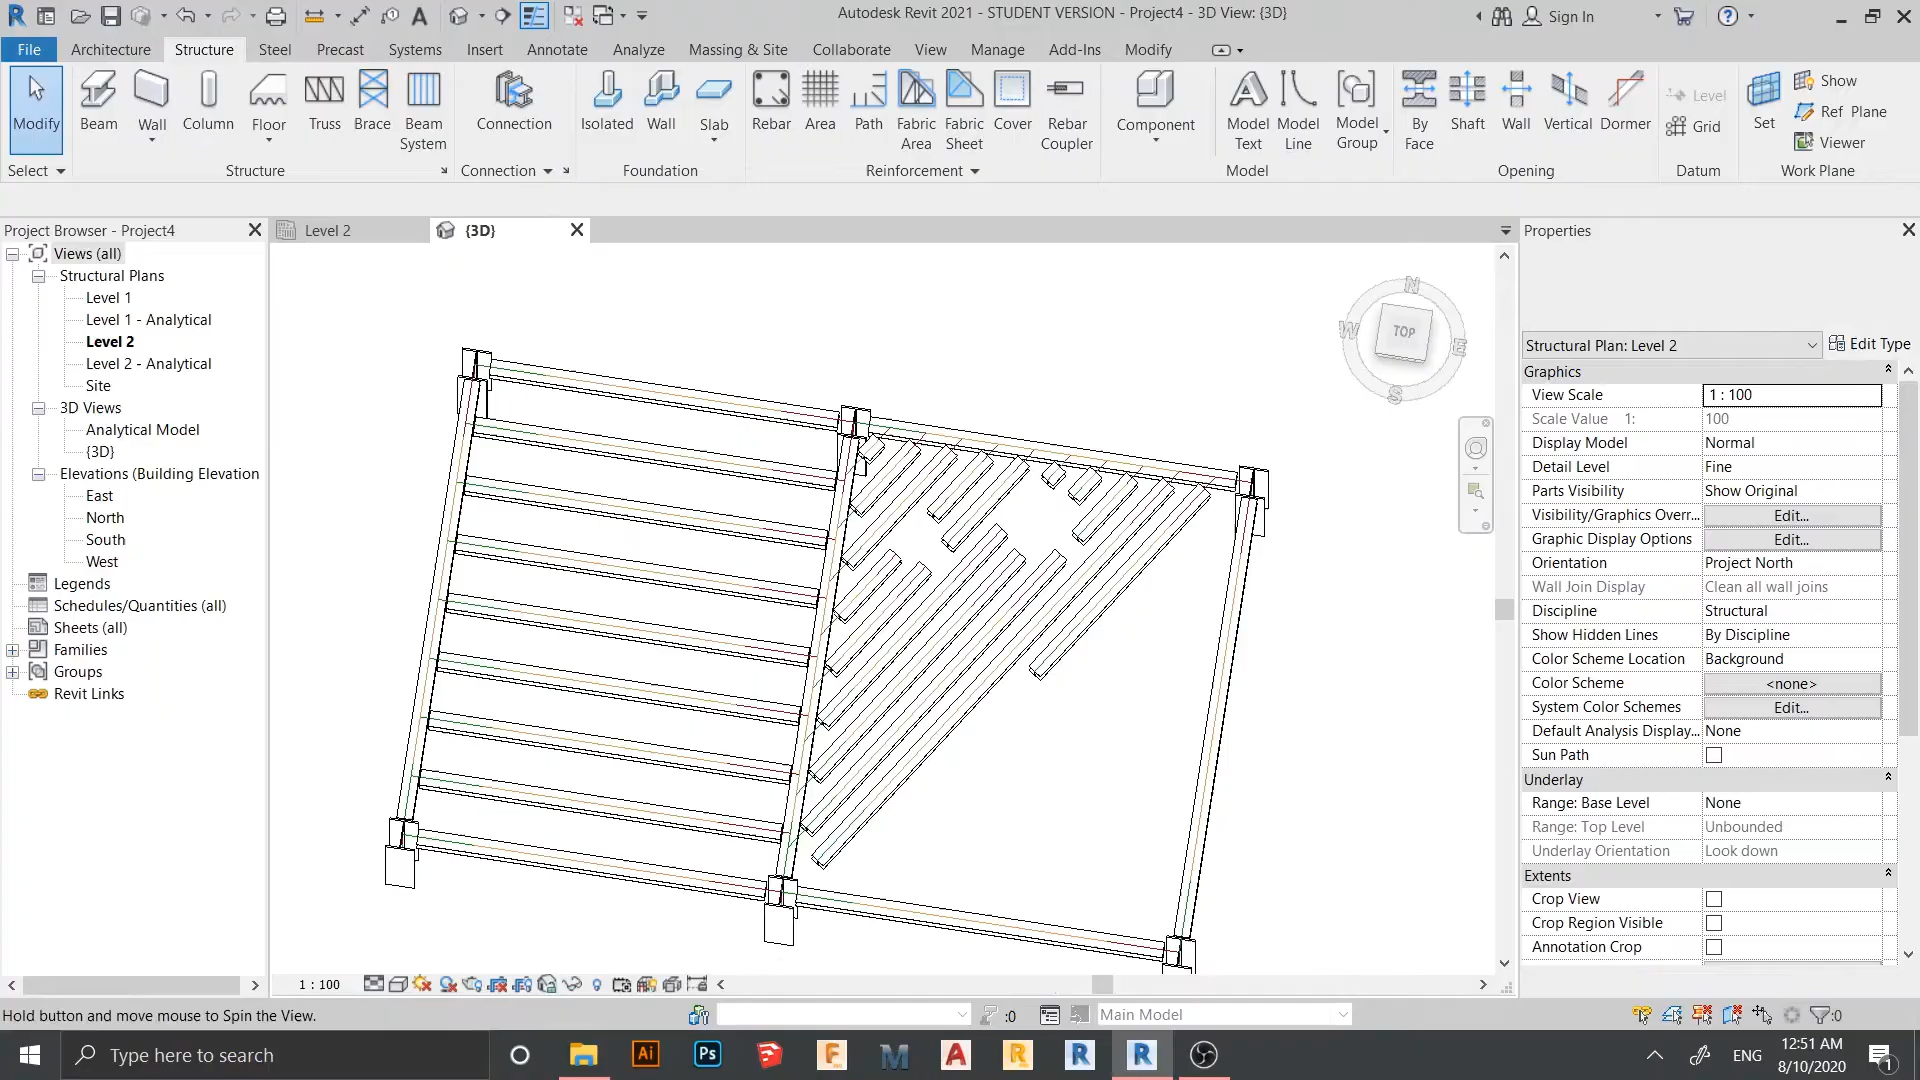 Autodesk Revit 2021 - STUDENT VERSION - Project4 - 3D View: {3D}
Sign In
File
Architecture
Structure
Steel
Precast
Systems
Insert
Annotate
Analyze
Massing & Site
Collaborate
View
Manage
Add-Ins
Modify
Modify
Beam
Wall
Column
Floor
Truss
Brace
Beam
System
Connection
Isolated
Wall
Slab
Rebar
Area
Path
Fabric
Area
Fabric
Sheet
Cover
Rebar
Coupler
Component
Model
Text
Model
Line
Model
Group
By
Face
Shaft
Wall
Vertical
Dormer
Level
Grid
Set
Show
Ref Plane
Viewer
Select
Structure
Connection
Foundation
Reinforcement
Model
Opening
Datum
Work Plane
Project Browser - Project4
Views (all)
Structural Plans
Level 1
Level 1 - Analytical
Level 2
Level 2 - Analytical
Site
3D Views
Analytical Model
{3D}
Elevations (Building Elevation
East
North
South
West
Legends
Schedules/Quantities (all)
Sheets (all)
Families
Groups
Revit Links
Level 2
{3D}
N
W
TOP
E
S
Properties
Structural Plan: Level 2
Edit Type
Graphics
View Scale
1 : 100
Scale Value 1:
100
Display Model
Normal
Detail Level
Fine
Parts Visibility
Show Original
Visibility/Graphics Overr...
Edit...
Graphic Display Options
Edit...
Orientation
Project North
Wall Join Display
Clean all wall joins
Discipline
Structural
Show Hidden Lines
By Discipline
Color Scheme Location
Background
Color Scheme
<none>
System Color Schemes
Edit...
Default Analysis Display...
None
Sun Path
Underlay
Range: Base Level
None
Range: Top Level
Unbounded
Underlay Orientation
Look down
Extents
Crop View
Crop Region Visible
Annotation Crop
1 : 100
Hold button and move mouse to Spin the View.
:0
Main Model
:0
Type here to search
Ai
Ps
F
M
A
R
R
R
ENG
12:51 AM
8/10/2020
1